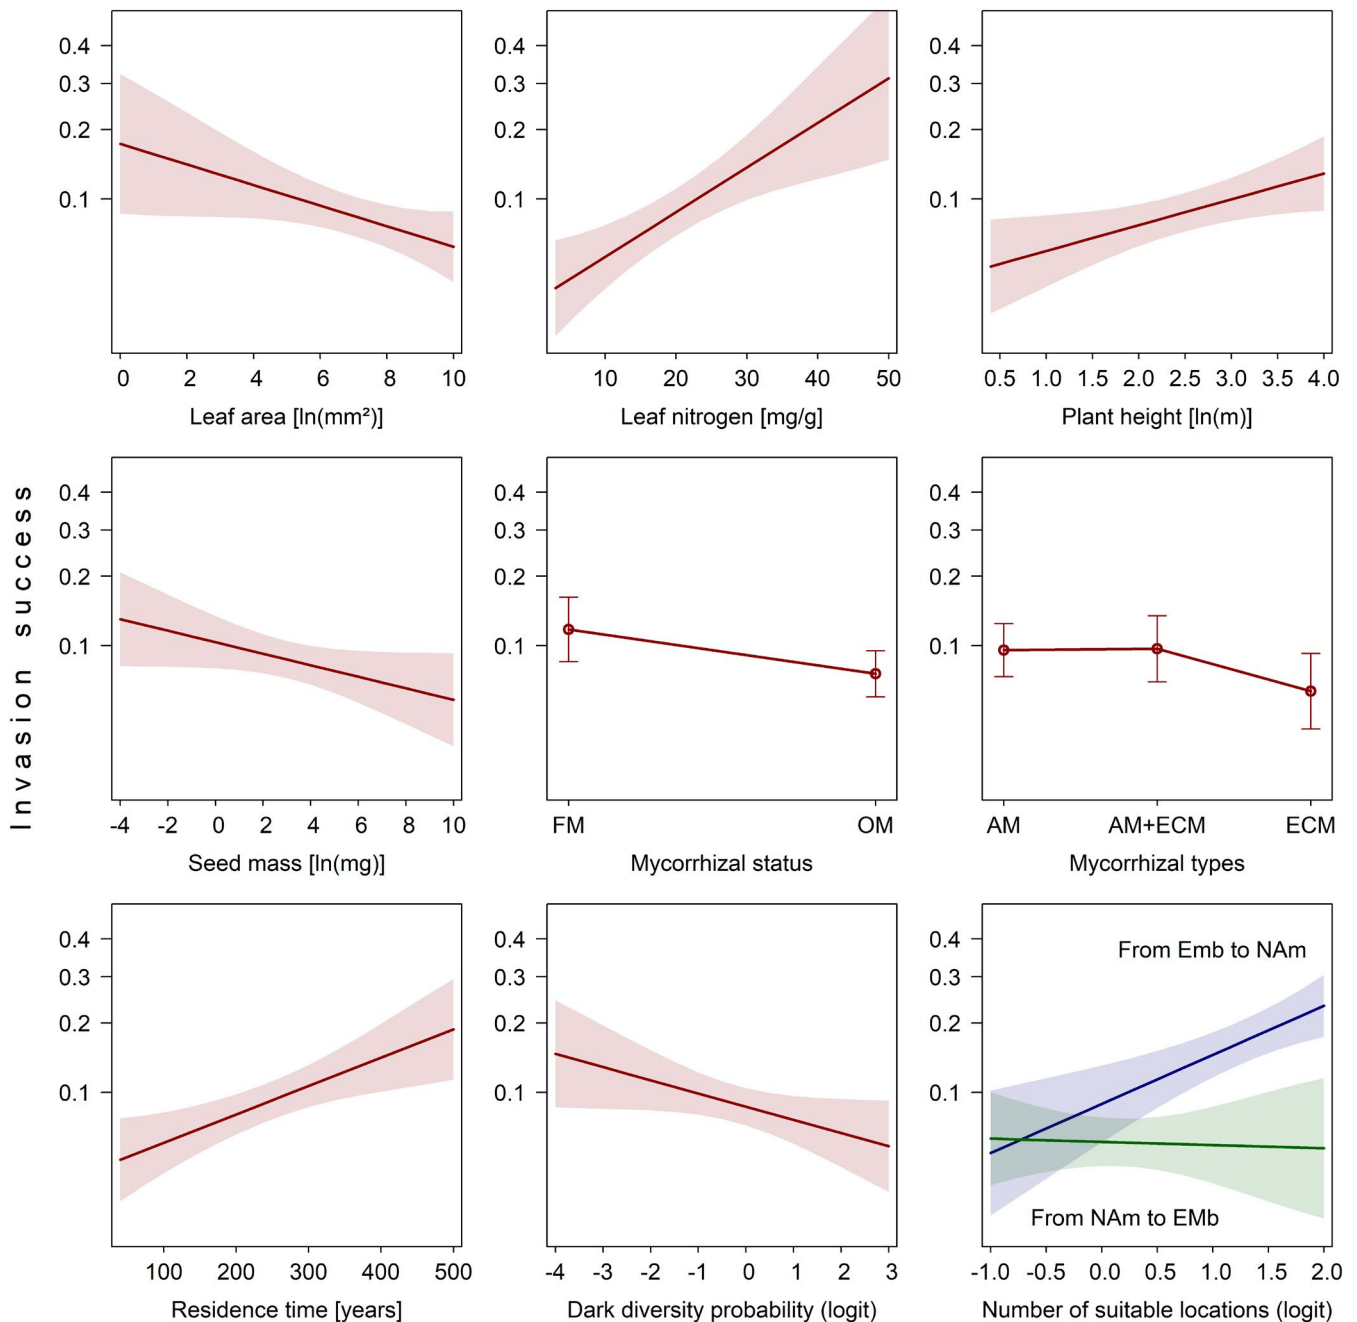 Invasion success
0.4 0.3 0.2 0.1
0 2 4 6 8 10
Leaf area [ln(mm²)]
0.4 0.3 0.2 0.1
10 20 30 40 50
Leaf nitrogen [mg/g]
0.4 0.3 0.2 0.1
0.5 1.0 1.5 2.0 2.5 3.0 3.5 4.0
Plant height [ln(m)]
0.4 0.3 0.2 0.1
-4 -2 0 2 4 6 8 10
Seed mass [ln(mg)]
0.4 0.3 0.2 0.1
FM OM
Mycorrhizal status
0.4 0.3 0.2 0.1
AM AM+ECM ECM
Mycorrhizal types
0.4 0.3 0.2 0.1
100 200 300 400 500
Residence time [years]
0.4 0.3 0.2 0.1
-4 -3 -2 -1 0 1 2 3
Dark diversity probability (logit)
0.4 0.3 0.2 0.1
From Emb to NAm
From NAm to EMb
-1.0 -0.5 0.0 0.5 1.0 1.5 2.0
Number of suitable locations (logit)